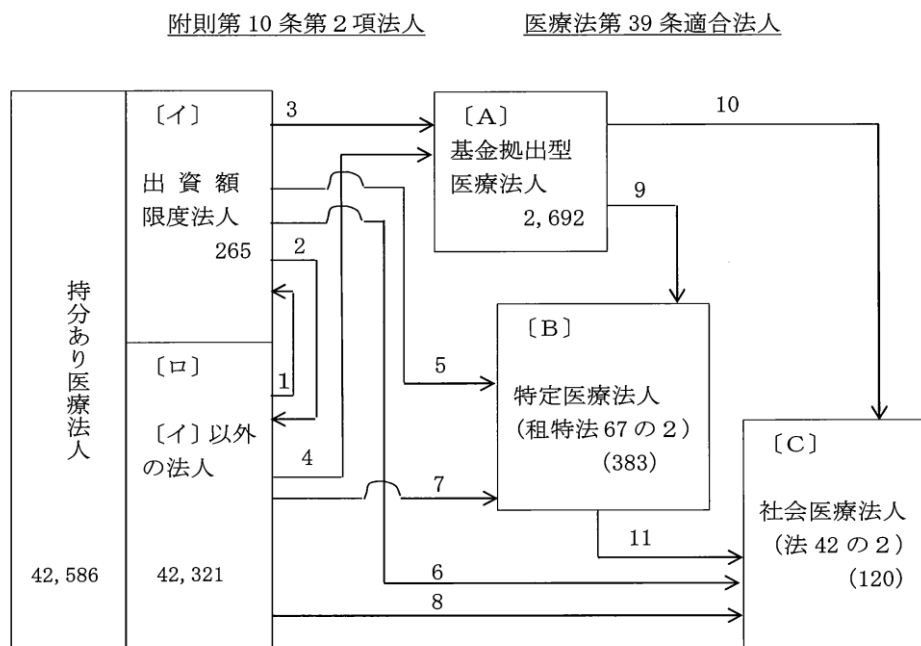 附則第10条第2項法人
医療法第39条適合法人
持分あり医療法人
42,586
〔イ〕
出資額
限度法人
265
〔ロ〕
〔イ〕以外
の法人
42,321
3
2
1
4
5
7
6
8
〔A〕
基金拠出型
医療法人
2,692
10
9
〔B〕
特定医療法人
(租特法67の2)
(383)
11
〔C〕
社会医療法人
(法42の2)
(120)